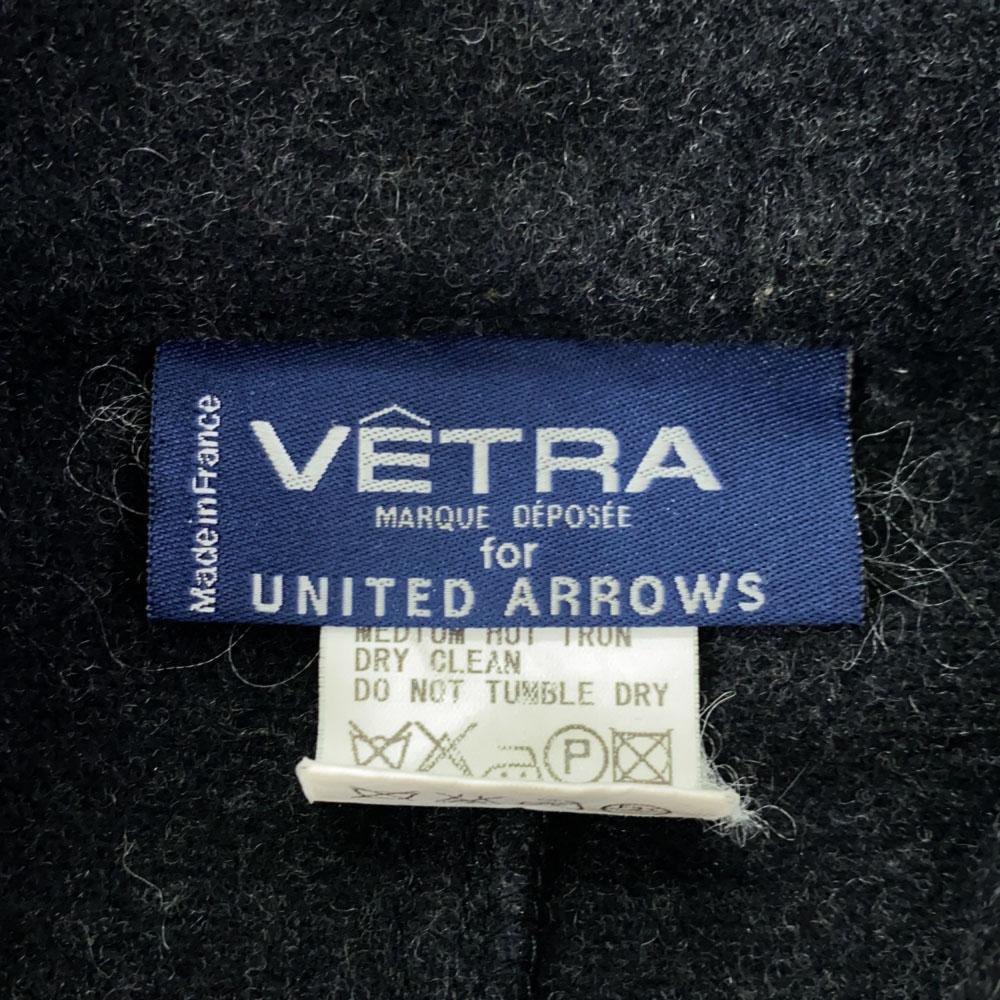 Made in France
VÊTRA
MARQUE DÉPOSÉE
for
UNITED ARROWS
MEDIUM HOT IRON
DRY CLEAN
DO NOT TUMBLE DRY
P